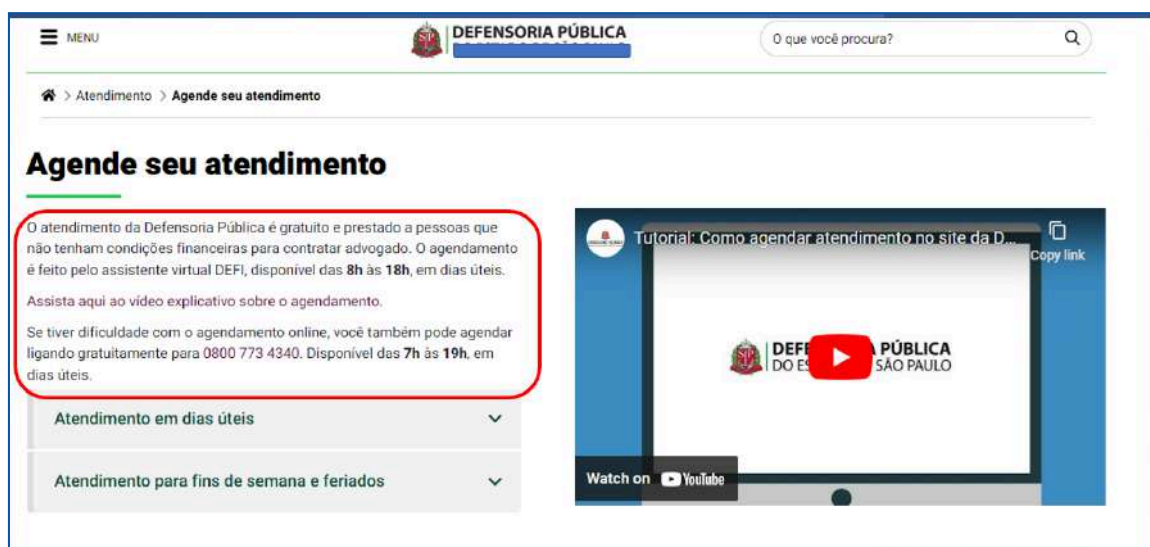 MENU
DEFENSORIA PÚBLICA
O que você procura?
> Atendimento > Agende seu atendimento
Agende seu atendimento
O atendimento da Defensoria Pública é gratuito e prestado a pessoas que
não tenham condições financeiras para contratar advogado. O agendamento
é feito pelo assistente virtual DEFI, disponível das 8h às 18h, em dias úteis.
Assista aqui ao vídeo explicativo sobre o agendamento.
Se tiver dificuldade com o agendamento online, você também pode agendar
ligando gratuitamente para 0800 773 4340. Disponível das 7h às 19h, em
dias úteis.
Atendimento em dias úteis
Atendimento para fins de semana e feriados
Tutorial: Como agendar atendimento no site da D...
Copy link
DEFE PÚBLICA
DO ES SÃO PAULO
Watch on YouTube